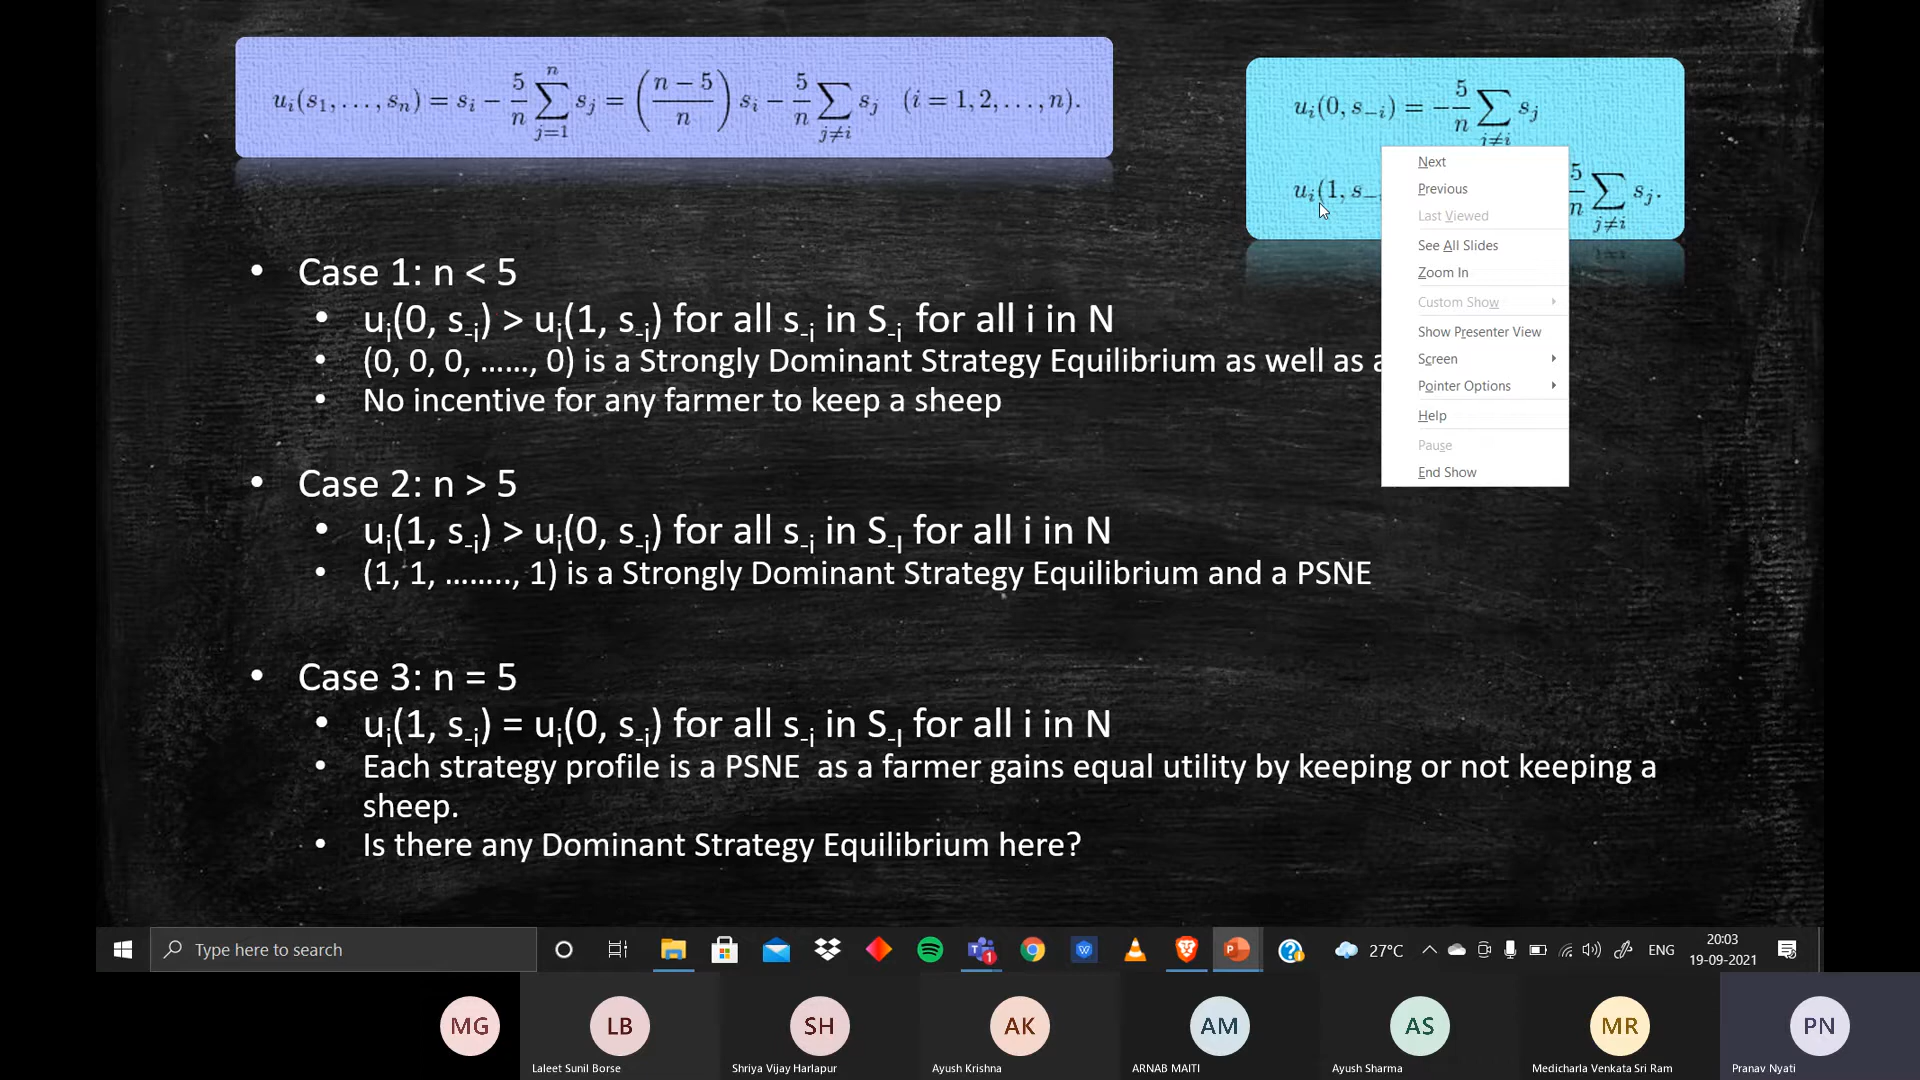 u_i(s_1, . . . , s_n) = s_i − 5/n ∑_{j=1}^{n} s_j = ((n − 5)/n) s_i − 5/n ∑_{j≠i} s_j (i = 1, 2, . . . , n).
u_i(0, s_{−i}) = − 5/n ∑_{j≠i} s_j
u_i(1, s_− 5/n ∑_{j≠i} s_j.
Next
Previous
Last Viewed
See All Slides
Zoom In
Custom Show
Show Presenter View
Screen
Pointer Options
Help
Pause
End Show
• Case 1: n < 5
• u_i(0, s_{-i}) > u_i(1, s_{-i}) for all s_{-i} in S_{-i} for all i in N
• (0, 0, 0, ……, 0) is a Strongly Dominant Strategy Equilibrium as well as a
• No incentive for any farmer to keep a sheep
• Case 2: n > 5
• u_i(1, s_{-i}) > u_i(0, s_{-i}) for all s_{-i} in S_{-I} for all i in N
• (1, 1, …….., 1) is a Strongly Dominant Strategy Equilibrium and a PSNE
• Case 3: n = 5
• u_i(1, s_{-i}) = u_i(0, s_{-i}) for all s_{-i} in S_{-I} for all i in N
• Each strategy profile is a PSNE as a farmer gains equal utility by keeping or not keeping a
sheep.
• Is there any Dominant Strategy Equilibrium here?
Type here to search
1
27°C
ENG
20:03
19-09-2021
MG
LB
SH
AK
AM
AS
MR
PN
Laleet Sunil Borse
Shriya Vijay Harlapur
Ayush Krishna
ARNAB MAITI
Ayush Sharma
Medicharla Venkata Sri Ram
Pranav Nyati